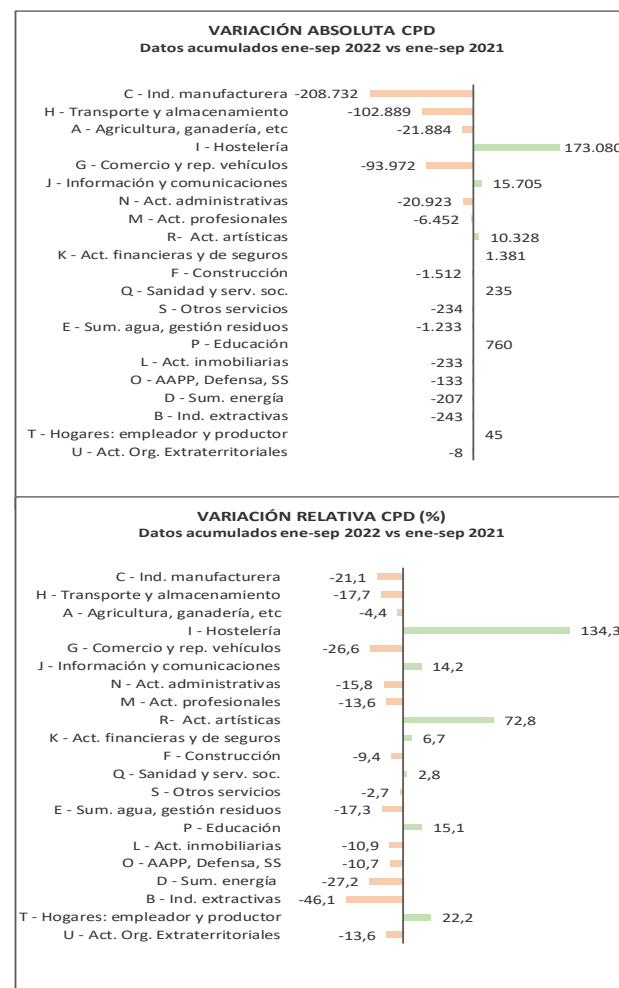 VARIACIÓN ABSOLUTA CPD
Datos acumulados ene-sep 2022 vs ene-sep 2021
C - Ind. manufacturera -208.732
H - Transporte y almacenamiento -102.889
A - Agricultura, ganadería, etc -21.884
I - Hostelería 173.080
G - Comercio y rep. vehículos -93.972
J - Información y comunicaciones 15.705
N - Act. administrativas -20.923
M - Act. profesionales -6.452
R- Act. artísticas 10.328
K - Act. financieras y de seguros 1.381
F - Construcción -1.512
Q - Sanidad y serv. soc. 235
S - Otros servicios -234
E - Sum. agua, gestión residuos -1.233
P - Educación 760
L - Act. inmobiliarias -233
O - AAPP, Defensa, SS -133
D - Sum. energía -207
B - Ind. extractivas -243
T - Hogares: empleador y productor 45
U - Act. Org. Extraterritoriales -8
VARIACIÓN RELATIVA CPD (%)
Datos acumulados ene-sep 2022 vs ene-sep 2021
C - Ind. manufacturera -21,1
H - Transporte y almacenamiento -17,7
A - Agricultura, ganadería, etc -4,4
I - Hostelería 134,3
G - Comercio y rep. vehículos -26,6
J - Información y comunicaciones 14,2
N - Act. administrativas -15,8
M - Act. profesionales -13,6
R- Act. artísticas 72,8
K - Act. financieras y de seguros 6,7
F - Construcción -9,4
Q - Sanidad y serv. soc. 2,8
S - Otros servicios -2,7
E - Sum. agua, gestión residuos -17,3
P - Educación 15,1
L - Act. inmobiliarias -10,9
O - AAPP, Defensa, SS -10,7
D - Sum. energía -27,2
B - Ind. extractivas -46,1
T - Hogares: empleador y productor 22,2
U - Act. Org. Extraterritoriales -13,6